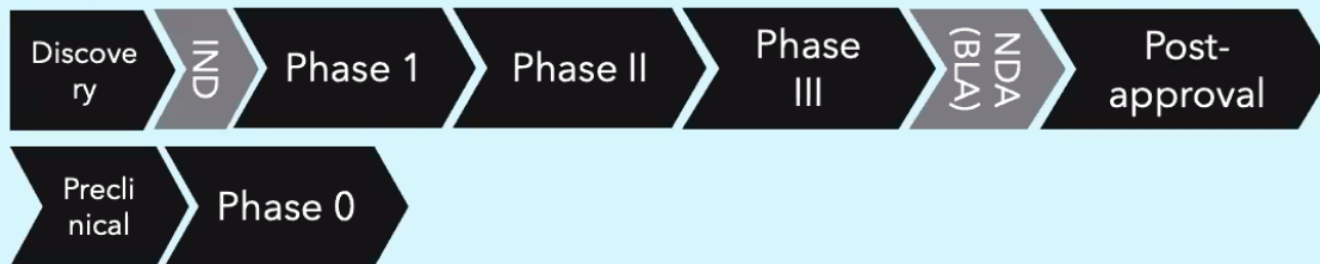 Discove
ry
IND
Phase 1
Phase II
Phase
III
NDA
(BLA)
Post-
approval
Precli
nical
Phase 0